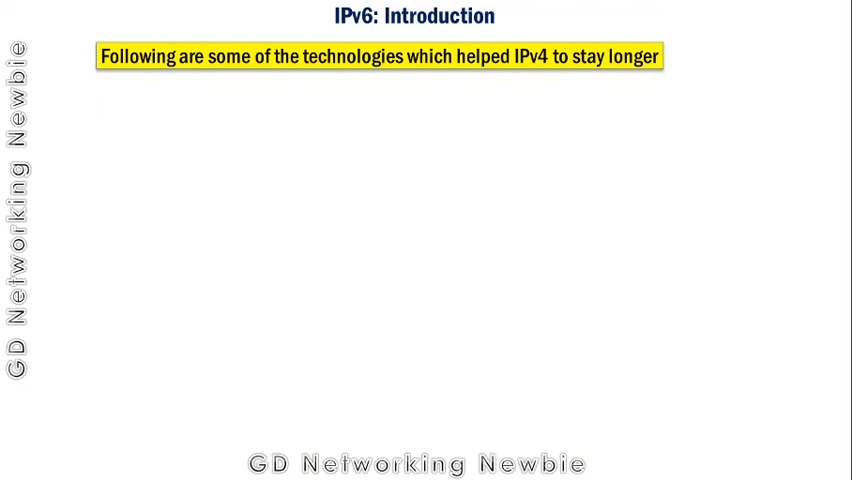 IPv6: Introduction
Following are some of the technologies which helped IPv4 to stay longer
GD Networking Newbie
GD Networking Newbie